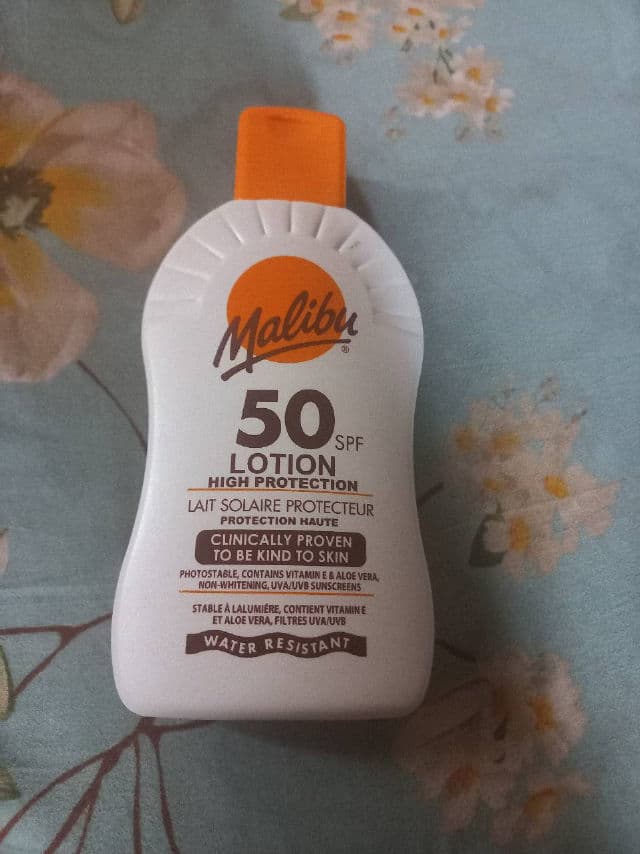 Malibu®
50 SPF
LOTION
HIGH PROTECTION
LAIT SOLAIRE PROTECTEUR
PROTECTION HAUTE
CLINICALLY PROVEN
TO BE KIND TO SKIN
PHOTOSTABLE, CONTAINS VITAMIN E & ALOE VERA,
NON-WHITENING, UVA/UVB SUNSCREENS
STABLE À LALUMIÉRE, CONTIENT VITAMIN E
ET ALOE VERA, FILTRES UVA/UVB
WATER RESISTANT